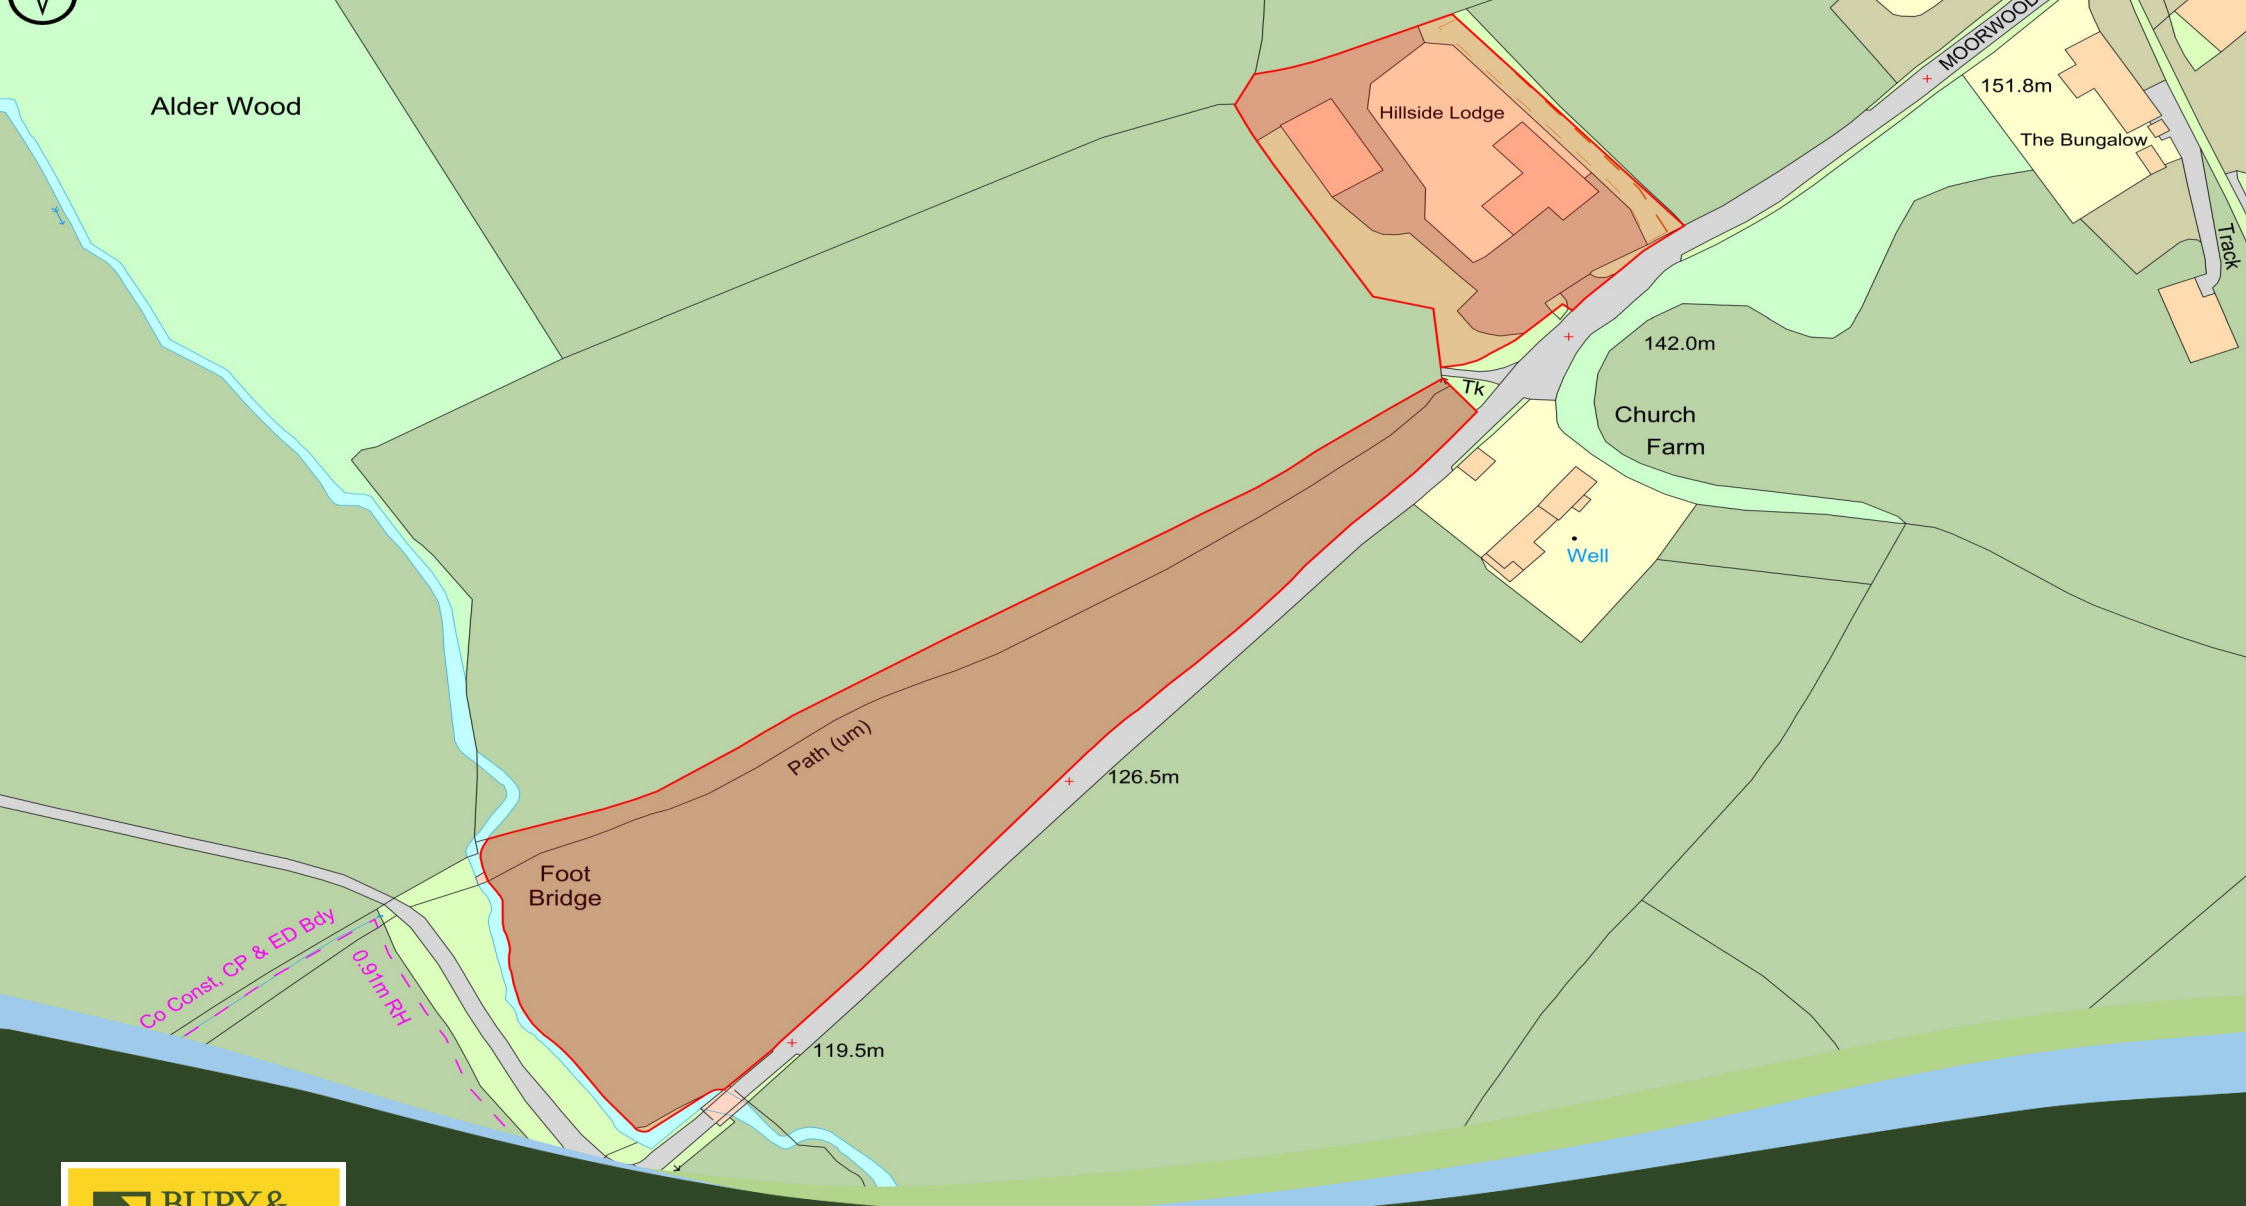 MOORWOOD
Alder Wood
151.8m
Hillside Lodge
The Bungalow
Track
142.0m
Tk
Church
Farm
Well
Path (um)
126.5m
Foot
Bridge
Co Const, CP & ED Bdy
0.91m RH
119.5m
BURY &